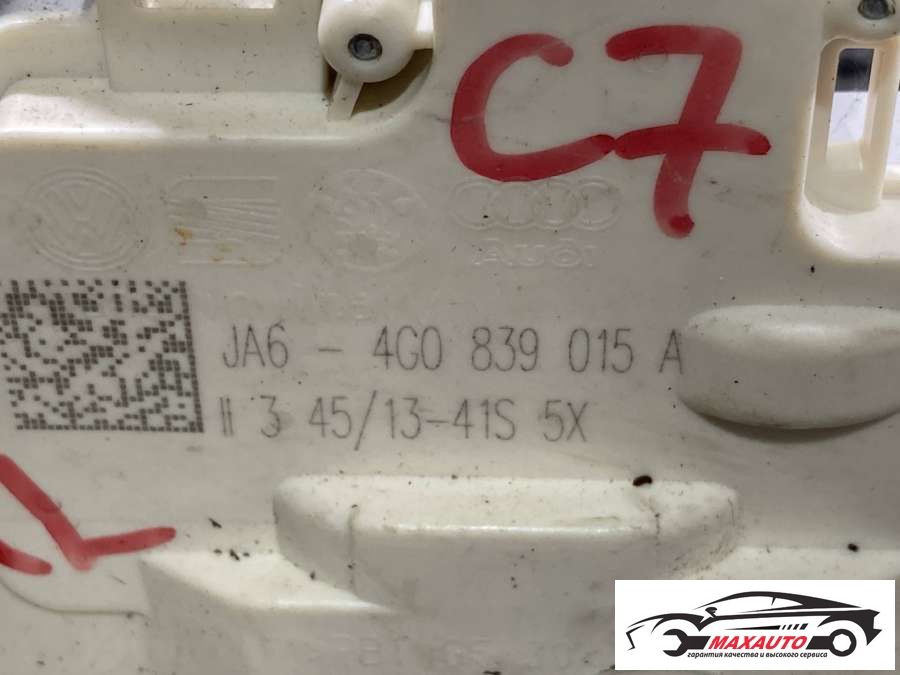 C7
AUDI
JA6 - 4G0 839 015 A
II 3 45/13-41S 5X
MAXAUTO
гарантия качества и высокого сервиса